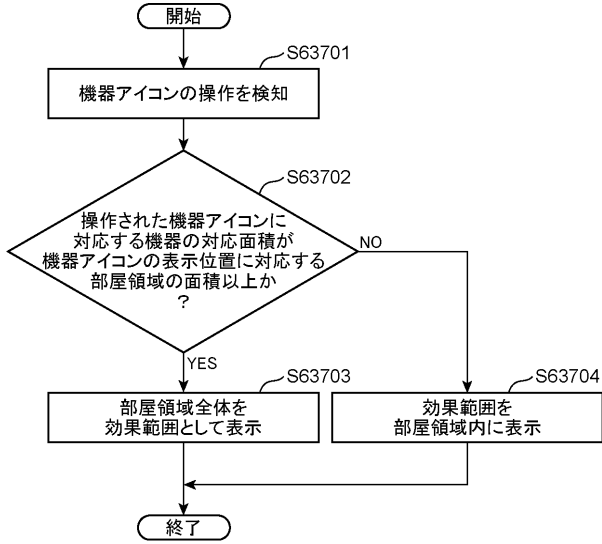 開始
S63701
機器アイコンの操作を検知
S63702
操作された機器アイコンに
対応する機器の対応面積が
機器アイコンの表示位置に対応する
部屋領域の面積以上か
？
NO
YES
S63703
部屋領域全体を
効果範囲として表示
S63704
効果範囲を
部屋領域内に表示
終了